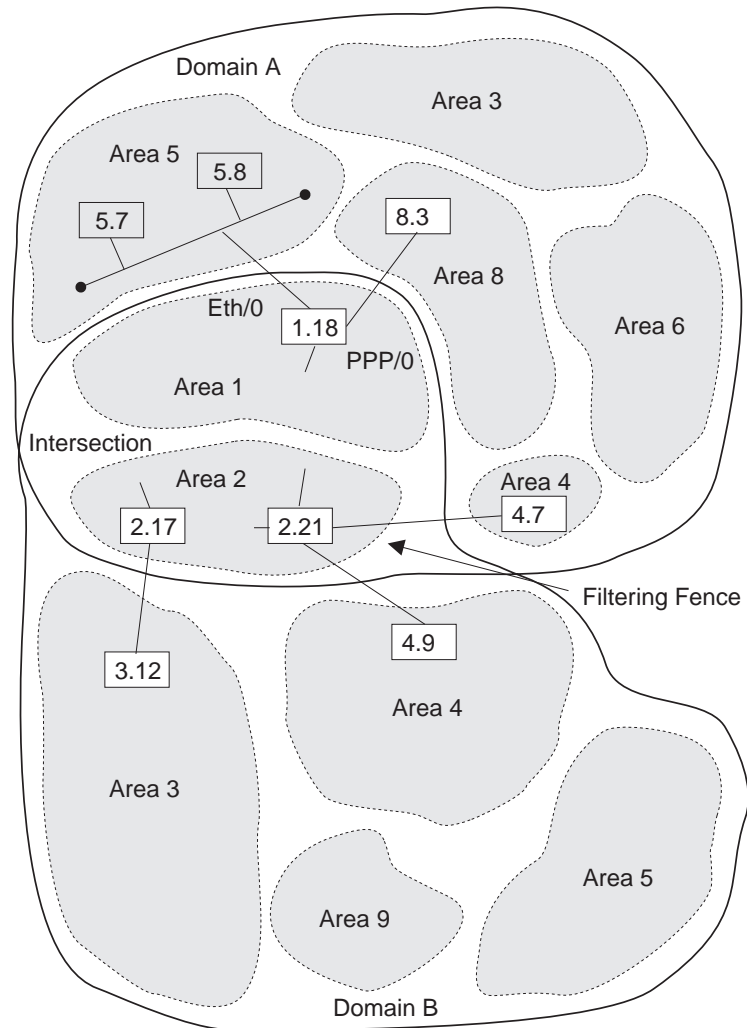 Domain A
Area 3
Area 5
5.8
5.7
8.3
Area 8
Eth/0
1.18
PPP/0
Area 6
Area 1
Intersection
Area 2
Area 4
2.17
2.21
4.7
Filtering Fence
4.9
3.12
Area 4
Area 3
Area 5
Area 9
Domain B